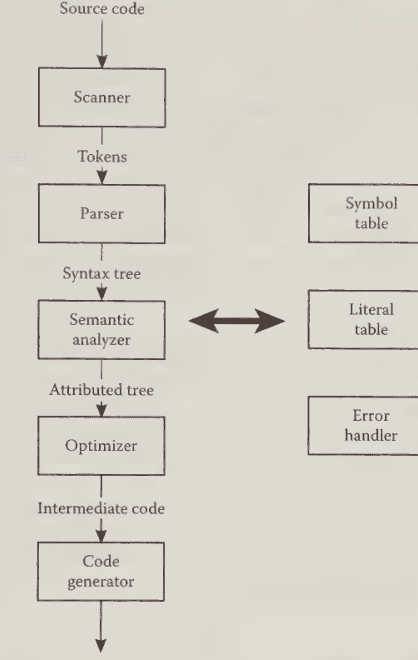 Source code
Scanner
Tokens
Parser
Syntax tree
Semantic
analyzer
Attributed tree
Optimizer
Intermediate code
Code
generator
Symbol
table
Literal
table
Error
handler